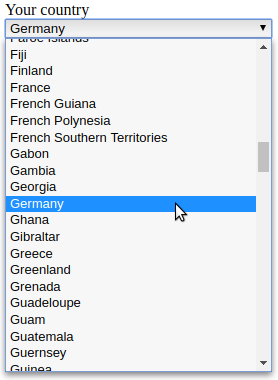 Your country
Germany
Faroe Islands
Fiji
Finland
France
French Guiana
French Polynesia
French Southern Territories
Gabon
Gambia
Georgia
Germany
Ghana
Gibraltar
Greece
Greenland
Grenada
Guadeloupe
Guam
Guatemala
Guernsey
Guinea